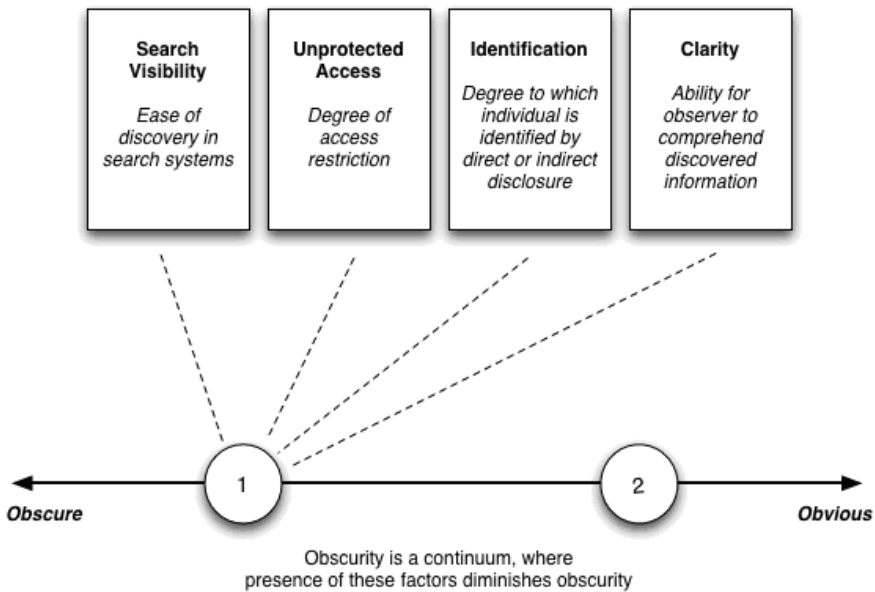 Search
Visibility
Ease of
discovery in
search systems
Unprotected
Access
Degree of
access
restriction
Identification
Degree to which
individual is
identified by
direct or indirect
disclosure
Clarity
Ability for
observer to
comprehend
discovered
information
1
2
Obscure
Obvious
Obscurity is a continuum, where
presence of these factors diminishes obscurity